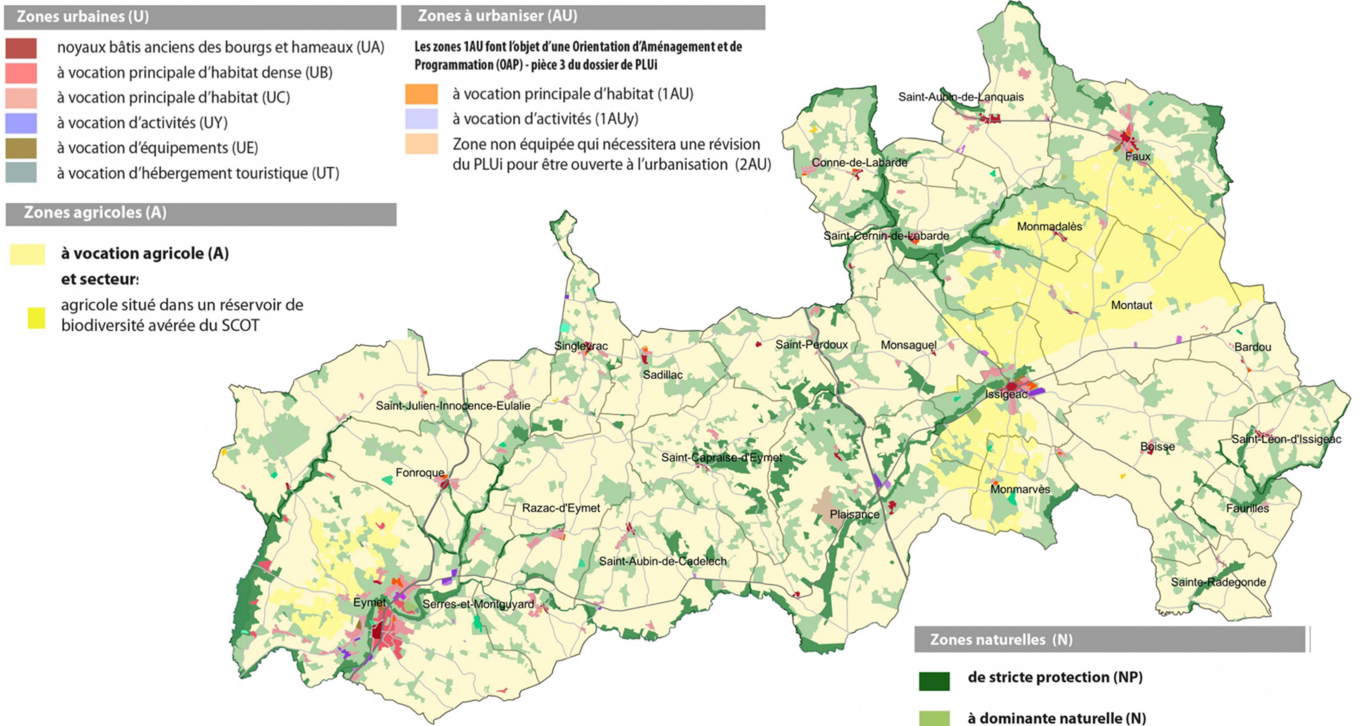 Zones urbaines (U)
noyaux bâtis anciens des bourgs et hameaux (UA)
à vocation principale d'habitat dense (UB)
à vocation principale d'habitat (UC)
à vocation d'activités (UY)
à vocation d'équipements (UE)
à vocation d'hébergement touristique (UT)
Zones agricoles (A)
à vocation agricole (A)
et secteur:
agricole situé dans un réservoir de
biodiversité avérée du SCOT
Zones à urbaniser (AU)
Les zones 1AU font l'objet d'une Orientation d'Aménagement et de
Programmation (OAP) - pièce 3 du dossier de PLUi
à vocation principale d'habitat (1AU)
à vocation d'activités (1AUy)
Zone non équipée qui nécessitera une révision
du PLUi pour être ouverte à l'urbanisation (2AU)
Saint-Aubin-de-Lanquais
Faux
Conne-de-Labarde
Monmadalès
Saint-Cernin-de-Labarde
Montaut
Singleyrac
Saint-Perdoux
Monsaguel
Bardou
Sadillac
Issigeac
Saint-Julien-Innocence-Eulalie
Saint-Léon-d'Issigeac
Boisse
Saint-Capraise-d'Eymet
Fonroque
Monmarvès
Razac-d'Eymet
Plaisance
Faurilles
Saint-Aubin-de-Cadelech
Sainte-Radegonde
Eymet
Serres-et-Montguyard
Zones naturelles (N)
de stricte protection (NP)
à dominante naturelle (N)